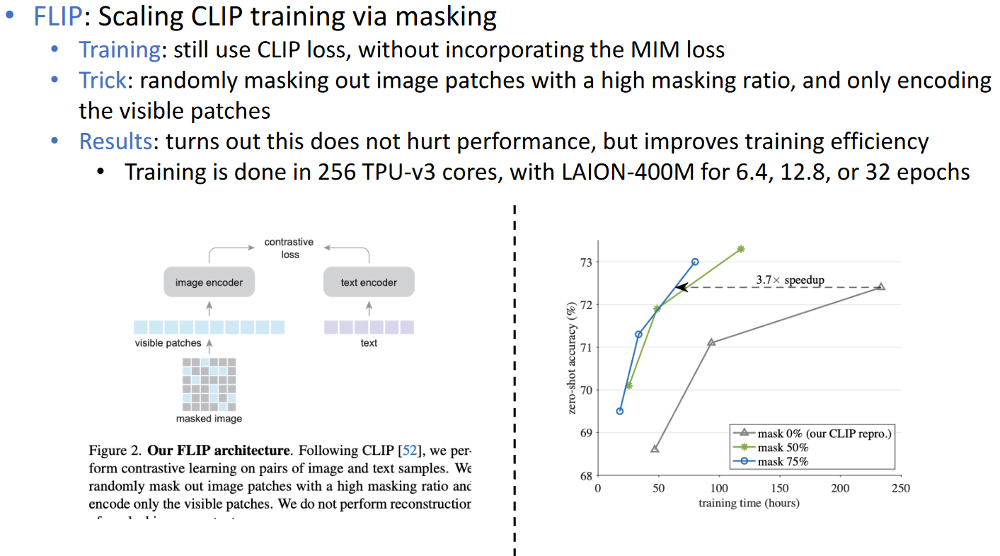 • FLIP: Scaling CLIP training via masking
• Training: still use CLIP loss, without incorporating the MIM loss
• Trick: randomly masking out image patches with a high masking ratio, and only encoding
the visible patches
• Results: turns out this does not hurt performance, but improves training efficiency
• Training is done in 256 TPU-v3 cores, with LAION-400M for 6.4, 12.8, or 32 epochs
contrastive
loss
image encoder
text encoder
visible patches
text
masked image
Figure 2. Our FLIP architecture. Following CLIP [52], we per-
form contrastive learning on pairs of image and text samples. We
randomly mask out image patches with a high masking ratio and
encode only the visible patches. We do not perform reconstruction
zero-shot accuracy (%)
73
72
71
70
69
68
3.7× speedup
mask 0% (our CLIP repro.)
mask 50%
mask 75%
0 50 100 150 200 250
training time (hours)